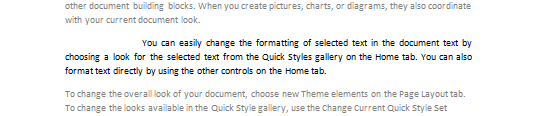 other document building blocks. When you create pictures, charts, or diagrams, they also coordinate
with your current document look.
You can easily change the formatting of selected text in the document text by
choosing a look for the selected text from the Quick Styles gallery on the Home tab. You can also
format text directly by using the other controls on the Home tab.
To change the overall look of your document, choose new Theme elements on the Page Layout tab.
To change the looks available in the Quick Style gallery, use the Change Current Quick Style Set